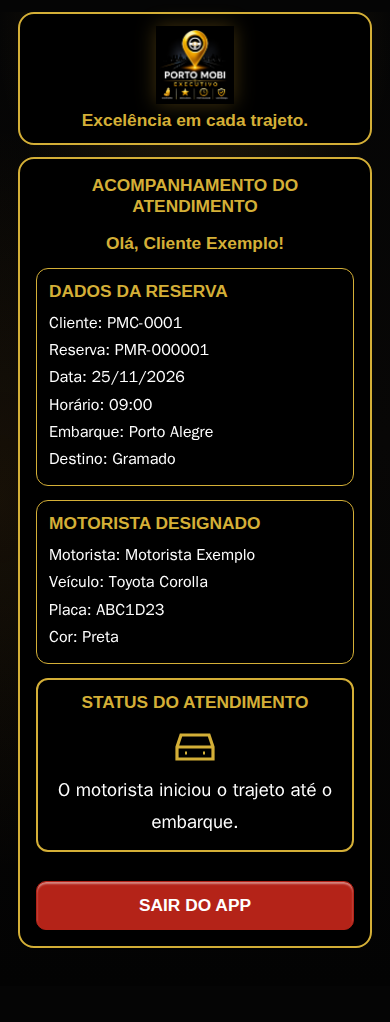 PORTO MOBI
EXECUTIVO
Excelência em cada trajeto.
ACOMPANHAMENTO DO
ATENDIMENTO
Olá, Cliente Exemplo!
DADOS DA RESERVA
Cliente: PMC-0001
Reserva: PMR-000001
Data: 25/11/2026
Horário: 09:00
Embarque: Porto Alegre
Destino: Gramado
MOTORISTA DESIGNADO
Motorista: Motorista Exemplo
Veículo: Toyota Corolla
Placa: ABC1D23
Cor: Preta
STATUS DO ATENDIMENTO
O motorista iniciou o trajeto até o
embarque.
SAIR DO APP